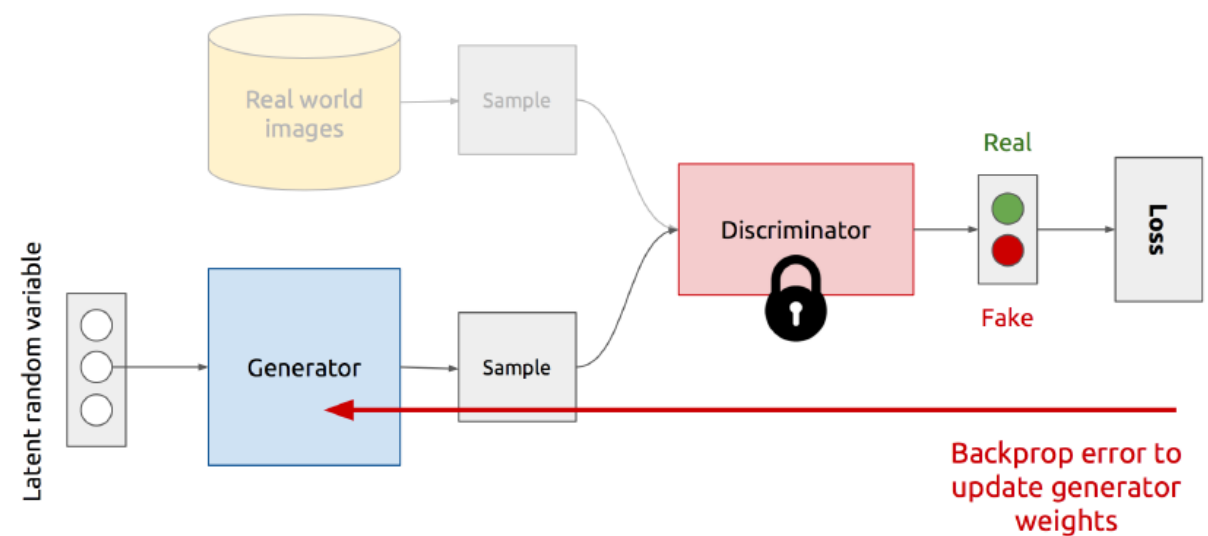 Real world
images
Sample
Real
Discriminator
Loss
Fake
Latent random variable
Generator
Sample
Backprop error to
update generator
weights